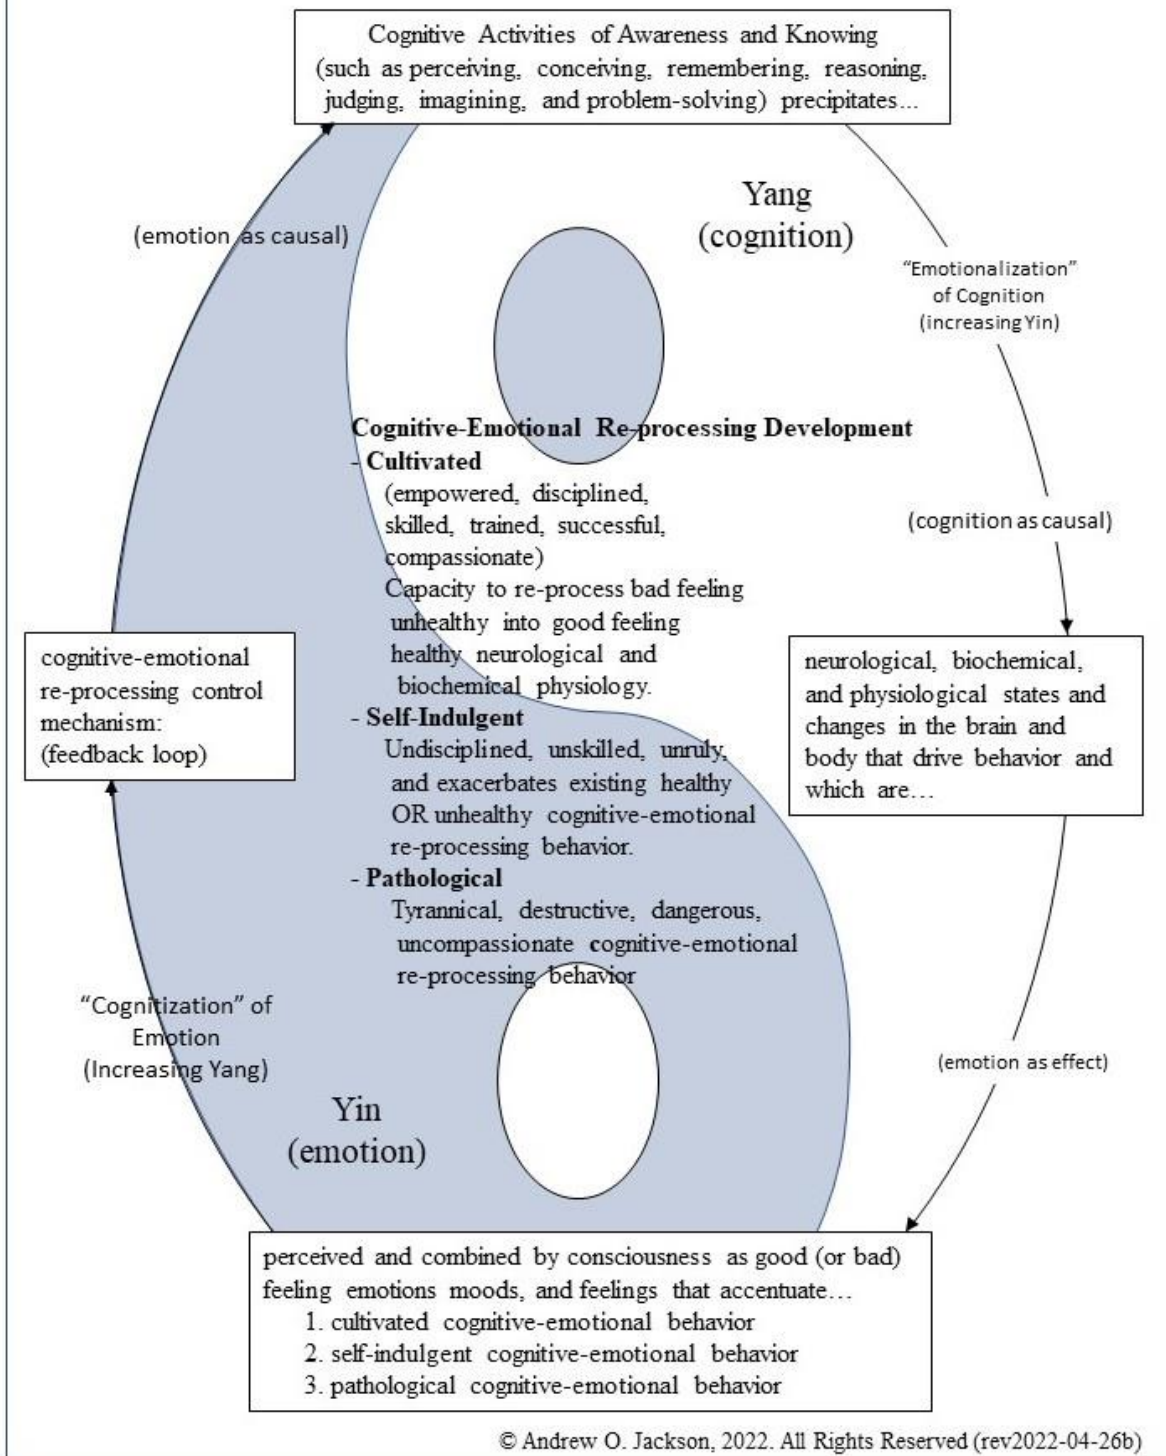 Cognitive Activities of Awareness and Knowing
(such as perceiving, conceiving, remembering, reasoning,
judging, imagining, and problem-solving) precipitates...
Yang
(cognition)
(emotion as causal)
"Emotionalization"
of Cognition
(increasing Yin)
Cognitive-Emotional Re-processing Development
- Cultivated
(empowered, disciplined,
skilled, trained, successful,
compassionate)
Capacity to re-process bad feeling
unhealthy into good feeling
healthy neurological and
biochemical physiology.
- Self-Indulgent
Undisciplined, unskilled, unruly,
and exacerbates existing healthy
OR unhealthy cognitive-emotional
re-processing behavior.
- Pathological
Tyrannical, destructive, dangerous,
uncompassionate cognitive-emotional
re-processing behavior
(cognition as causal)
cognitive-emotional
re-processing control
mechanism:
(feedback loop)
neurological, biochemical,
and physiological states and
changes in the brain and
body that drive behavior and
which are…
"Cognitization" of
Emotion
(Increasing Yang)
(emotion as effect)
Yin
(emotion)
perceived and combined by consciousness as good (or bad)
feeling emotions moods, and feelings that accentuate…
1. cultivated cognitive-emotional behavior
2. self-indulgent cognitive-emotional behavior
3. pathological cognitive-emotional behavior
© Andrew O. Jackson, 2022. All Rights Reserved (rev2022-04-26b)